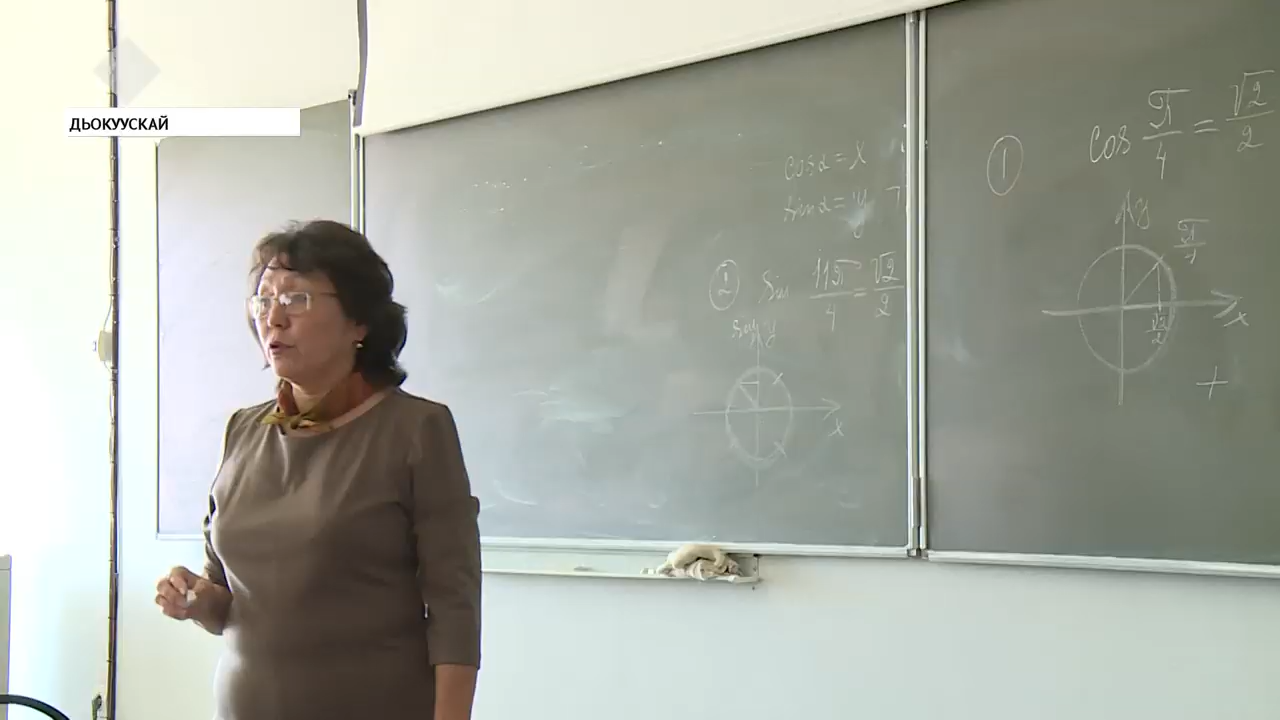 ДЬОКУУСКАЙ
cos α = x
sin α = y
② sin 11π/4 = √2/2
y
x
① cos π/4 = √2/2
y
π/4
√2/2
x
+